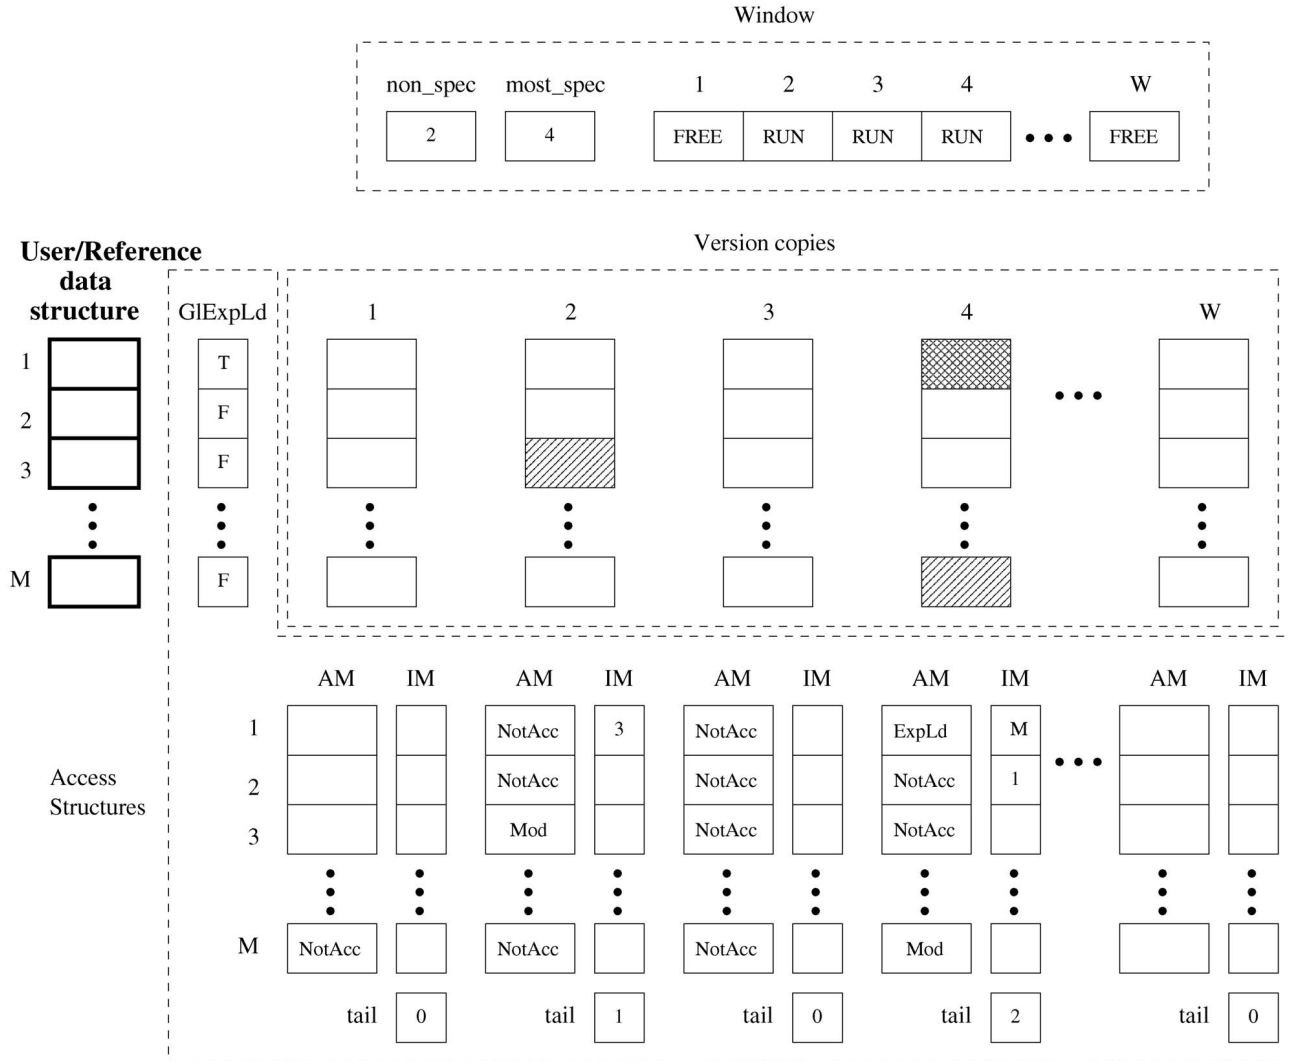 Window
non_spec most_spec 1 2 3 4 W
2 4 FREE RUN RUN RUN ••• FREE
Version copies
User/Reference
data
structure
GlExpLd 1 2 3 4 W
1 T
2 F •••
3 F
M F
AM IM AM IM AM IM AM IM AM IM
1 NotAcc 3 NotAcc ExpLd M
2 NotAcc NotAcc NotAcc 1 •••
3 Mod NotAcc NotAcc
Access
Structures
M NotAcc NotAcc NotAcc Mod
tail 0 tail 1 tail 0 tail 2 tail 0